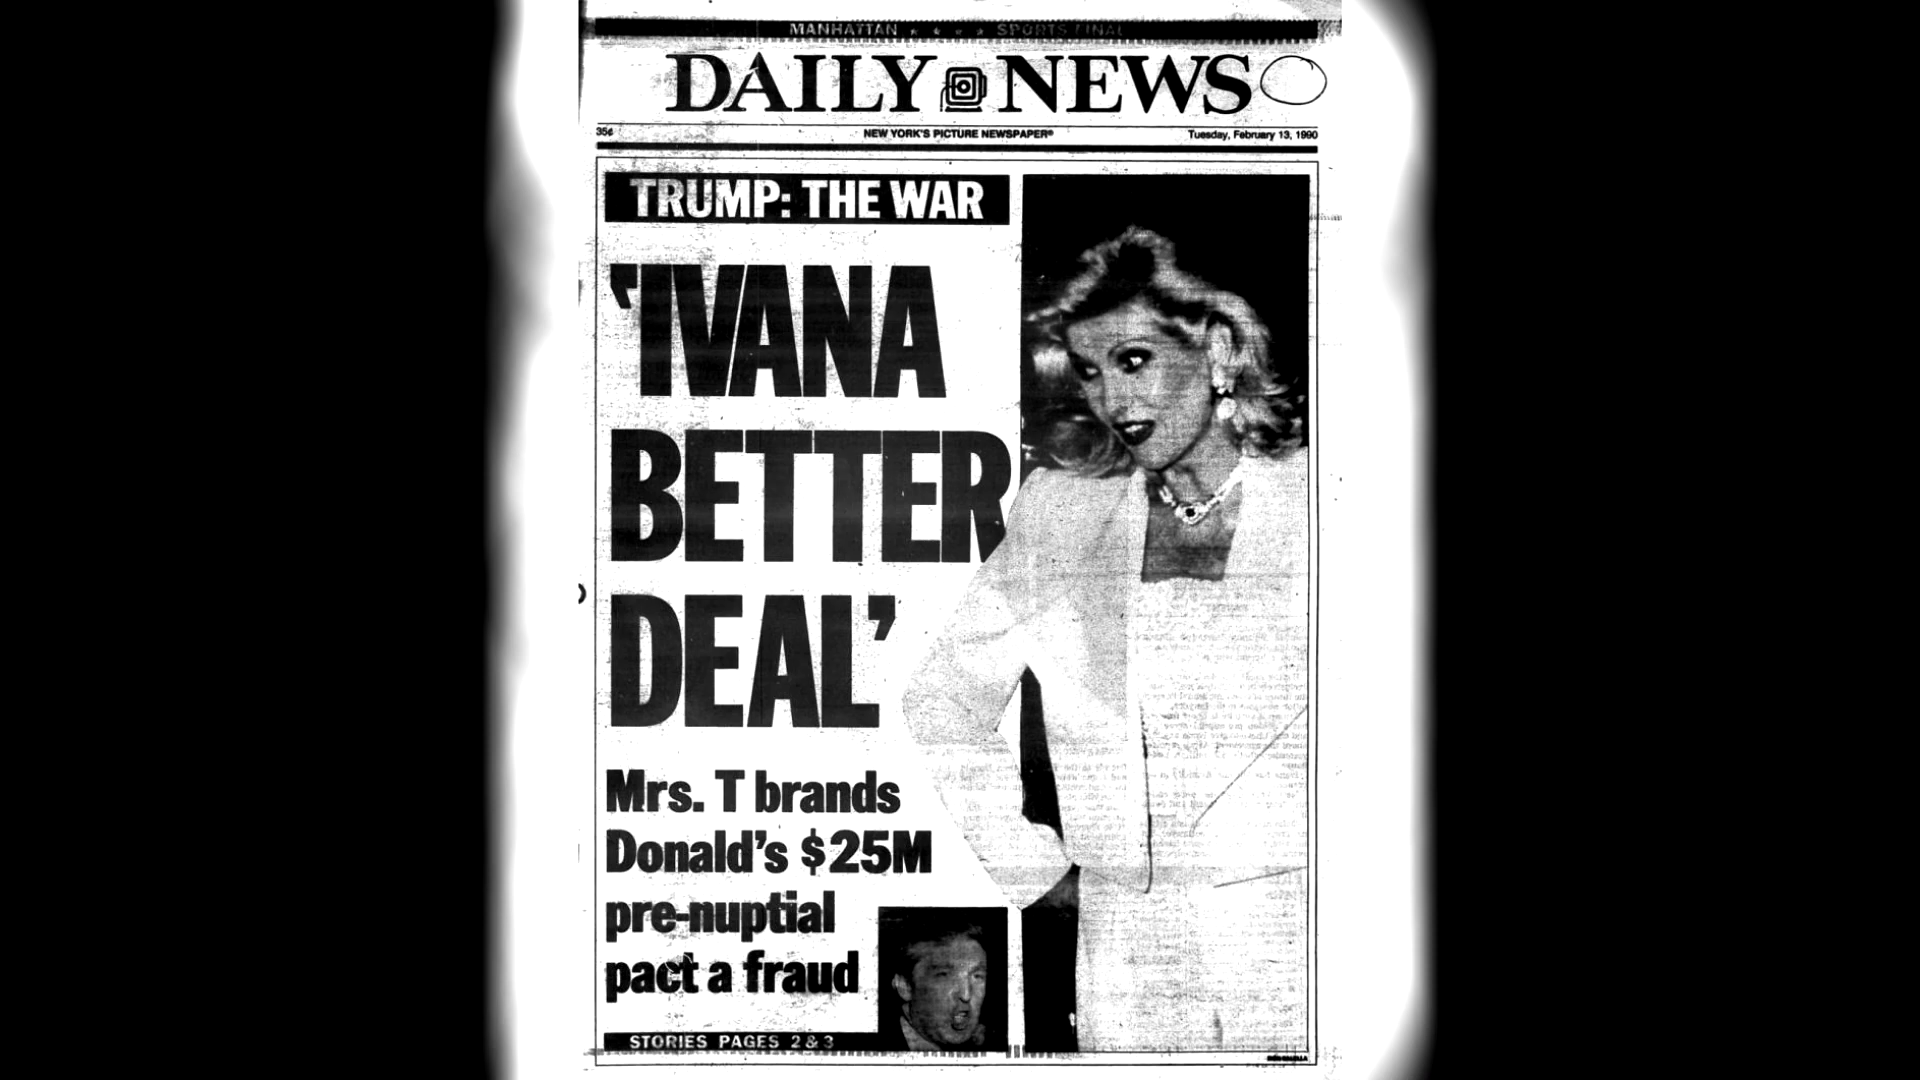 MANHATTAN ★ ★ ★ ★ SPORTS FINAL
DAILY NEWS
35¢ NEW YORK'S PICTURE NEWSPAPER® Tuesday, February 13, 1990
TRUMP: THE WAR
'IVANA
BETTER
DEAL'
Mrs. T brands
Donald's $25M
pre-nuptial
pact a fraud
STORIES PAGES 2 & 3